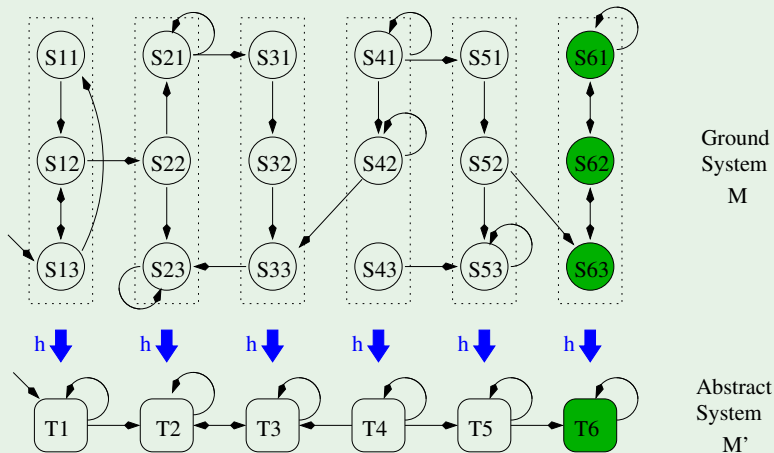 S11 S21 S31 S41 S51 S61
S12 S22 S32 S42 S52 S62
Ground
System
M
S13 S23 S33 S43 S53 S63
h h h h h h
T1 T2 T3 T4 T5 T6
Abstract
System
M'